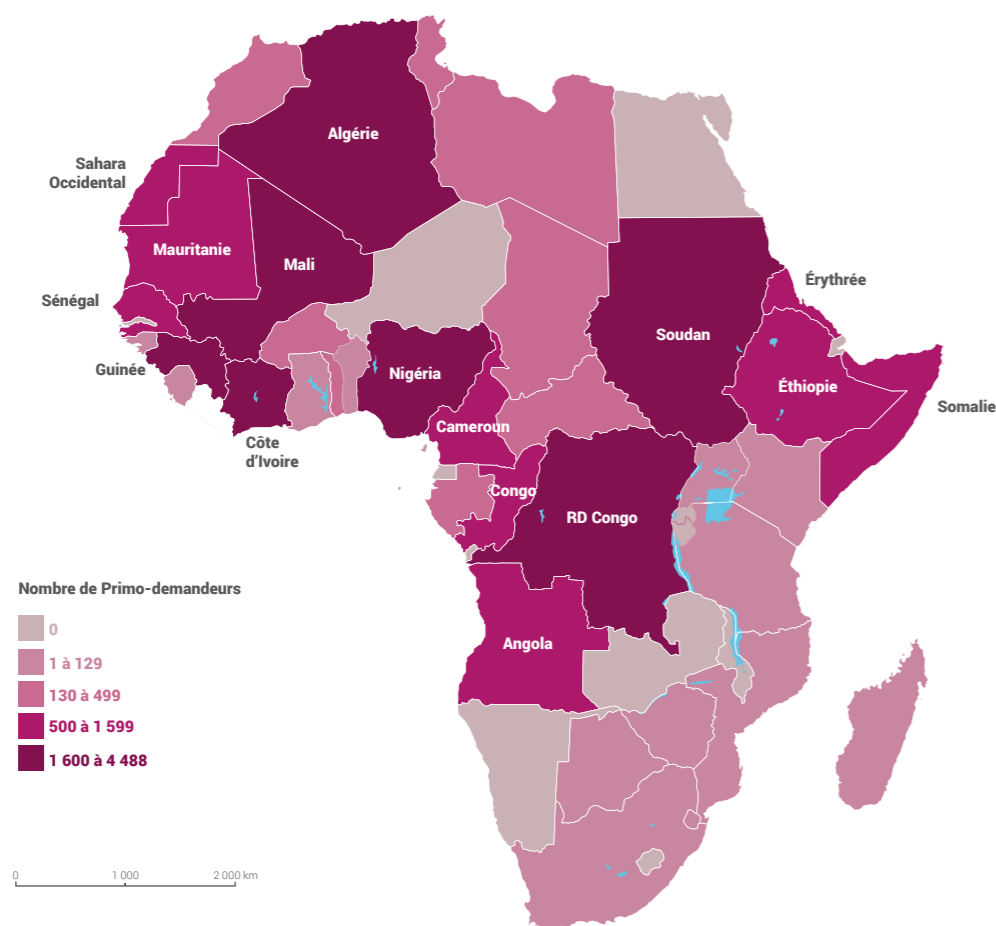 Algérie
Sahara
Occidental
Mauritanie
Mali
Sénégal
Érythrée
Soudan
Guinée
Nigéria
Éthiopie
Somalie
Cameroun
Côte
d'Ivoire
Congo
RD Congo
Angola
Nombre de Primo-demandeurs
0
1 à 129
130 à 499
500 à 1 599
1 600 à 4 488
0 1 000 2 000 km